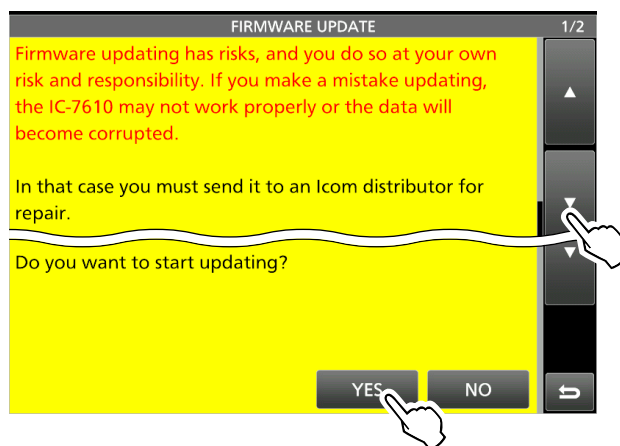 FIRMWARE UPDATE 1/2
Firmware updating has risks, and you do so at your own
risk and responsibility. If you make a mistake updating,
the IC-7610 may not work properly or the data will
become corrupted.
In that case you must send it to an Icom distributor for
repair.
Do you want to start updating?
YES NO